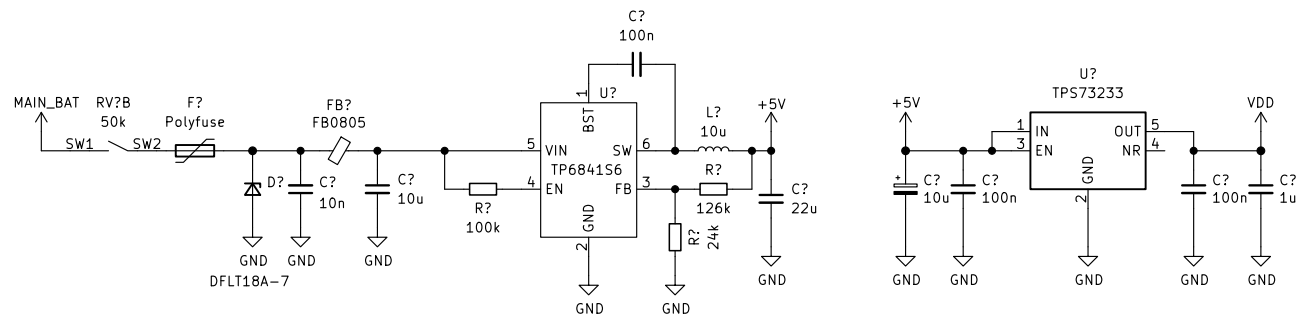 MAIN_BAT
SW1
RV?B
50k
SW2
F?
Polyfuse
D?
GND
DFLT18A-7
C?
10n
GND
FB?
FB0805
C?
10u
GND
R?
100k
C?
100n
U?
1
BST
5
VIN
SW
6
TP6841S6
4
EN
FB
3
GND
2
GND
L?
10u
R?
126k
R?
24k
GND
+5V
C?
22u
GND
+5V
+
C?
10u
GND
C?
100n
GND
U?
TPS73233
1
IN
3
EN
OUT
5
NR
4
GND
2
GND
C?
100n
GND
VDD
C?
1u
GND